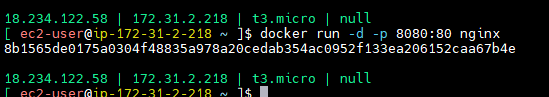 18.234.122.58 | 172.31.2.218 | t3.micro | null
[ ec2-user@ip-172-31-2-218 ~ ]$ docker run -d -p 8080:80 nginx
8b1565de0175a0304f48835a978a20cedab354ac0952f133ea206152caa67b4e
18.234.122.58 | 172.31.2.218 | t3.micro | null
[ ec2-user@ip-172-31-2-218 ~ ]$